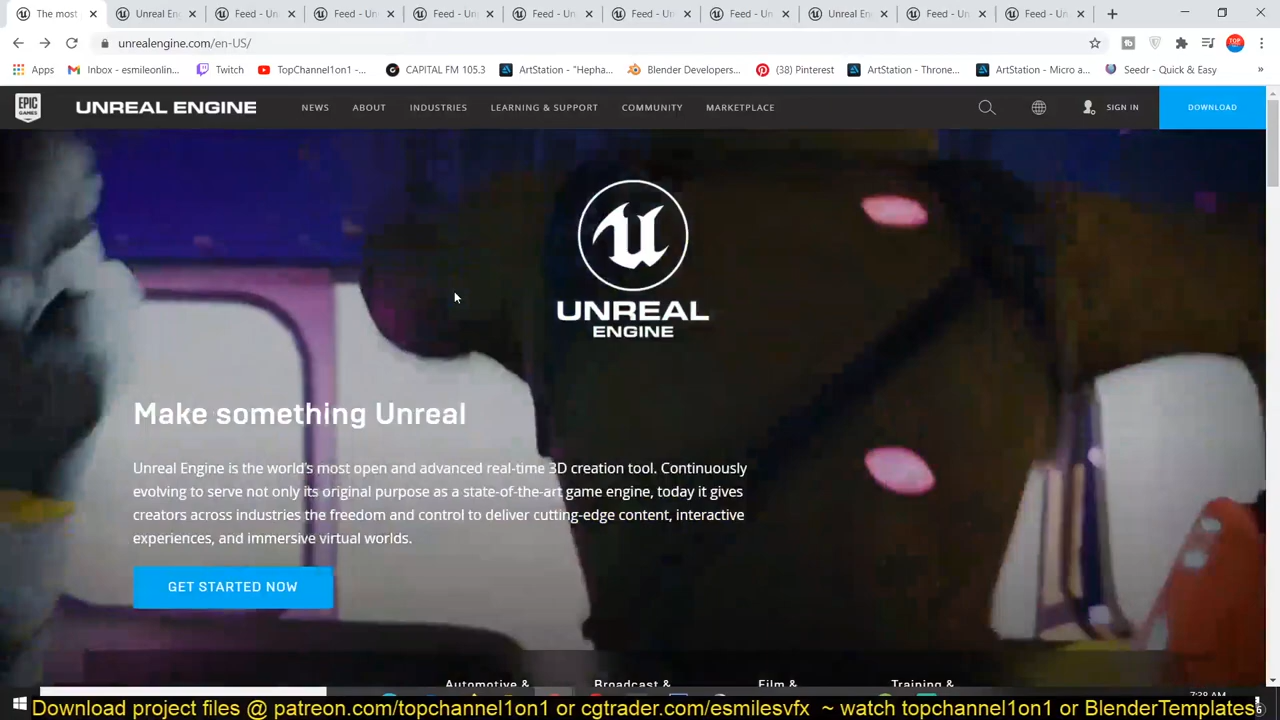 The most
Unreal Eng
Feed - Un
Feed - Un
Feed - Un
Feed - Un
Feed - Un
Feed - Un
Unreal Eng
Feed - Un
Feed - Un
unrealengine.com/en-US/
Apps
Inbox - esmileonlin...
Twitch
TopChannel1on1 -...
CAPITAL FM 105.3
ArtStation - "Hepha...
Blender Developers...
(38) Pinterest
ArtStation - Throne...
ArtStation - Micro a...
Seedr - Quick & Easy
»
EPIC GAMES
UNREAL ENGINE
NEWS
ABOUT
INDUSTRIES
LEARNING & SUPPORT
COMMUNITY
MARKETPLACE
SIGN IN
DOWNLOAD
UNREAL
ENGINE
Make something Unreal
Unreal Engine is the world's most open and advanced real-time 3D creation tool. Continuously
evolving to serve not only its original purpose as a state-of-the-art game engine, today it gives
creators across industries the freedom and control to deliver cutting-edge content, interactive
experiences, and immersive virtual worlds.
GET STARTED NOW
Automotive &
Broadcast &
Film &
Training &
7:38 AM
Download project files @ patreon.com/topchannel1on1 or cgtrader.com/esmilesvfx ~ watch topchannel1on1 or BlenderTemplates